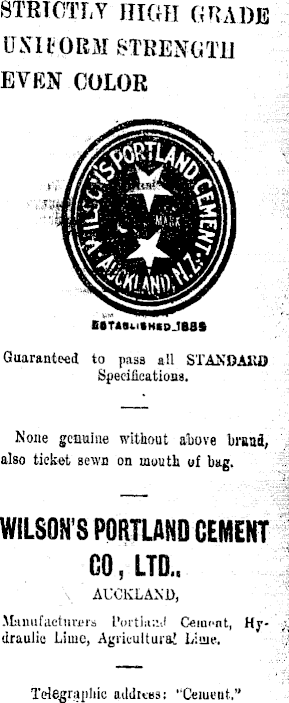 STRICTLY HIGH GRADE
UNIFORM STRENGTH
EVEN COLOR
WILSON'S PORTLAND CEMENT
MARK
AUCKLAND, N.Z.
ESTABLISHED 1885
Guaranteed to pass all STANDARD
Specifications.
None genuine without above brand,
also ticket sewn on mouth of bag.
WILSON'S PORTLAND CEMENT
CO, LTD.,
AUCKLAND,
Manufacturers Portland Cement, Hy-
draulic Lime, Agricultural Lime.
Telegraphic address: "Cement."